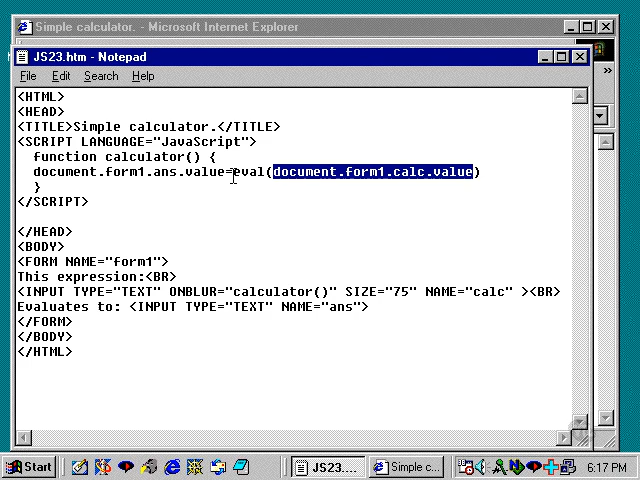 Simple calculator. - Microsoft Internet Explorer
JS23.htm - Notepad
File Edit Search Help
<HTML>
<HEAD>
<TITLE>Simple calculator.</TITLE>
<SCRIPT LANGUAGE="JavaScript">
function calculator() {
document.form1.ans.value=eval(document.form1.calc.value)
}
</SCRIPT>
</HEAD>
<BODY>
<FORM NAME="form1">
This expression:<BR>
<INPUT TYPE="TEXT" ONBLUR="calculator()" SIZE="75" NAME="calc" ><BR>
Evaluates to: <INPUT TYPE="TEXT" NAME="ans">
</FORM>
</BODY>
</HTML>
Start JS23.... Simple c... 6:17 PM